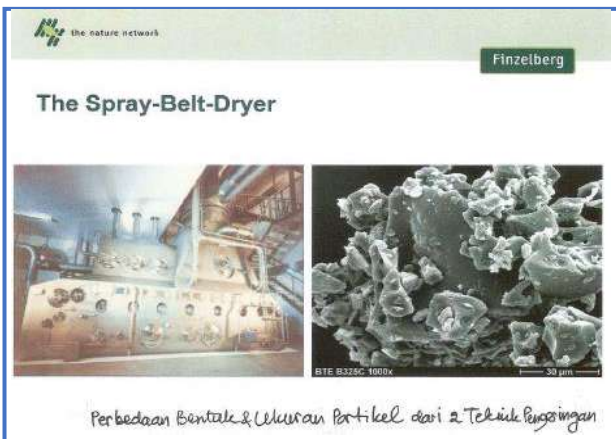 the nature network
Finzelberg
The Spray-Belt-Dryer
BTE B325C 1000x
30 µm
Perbedaan Bentuk & Ukuran Partikel dari 2 Teknik Pengeringan